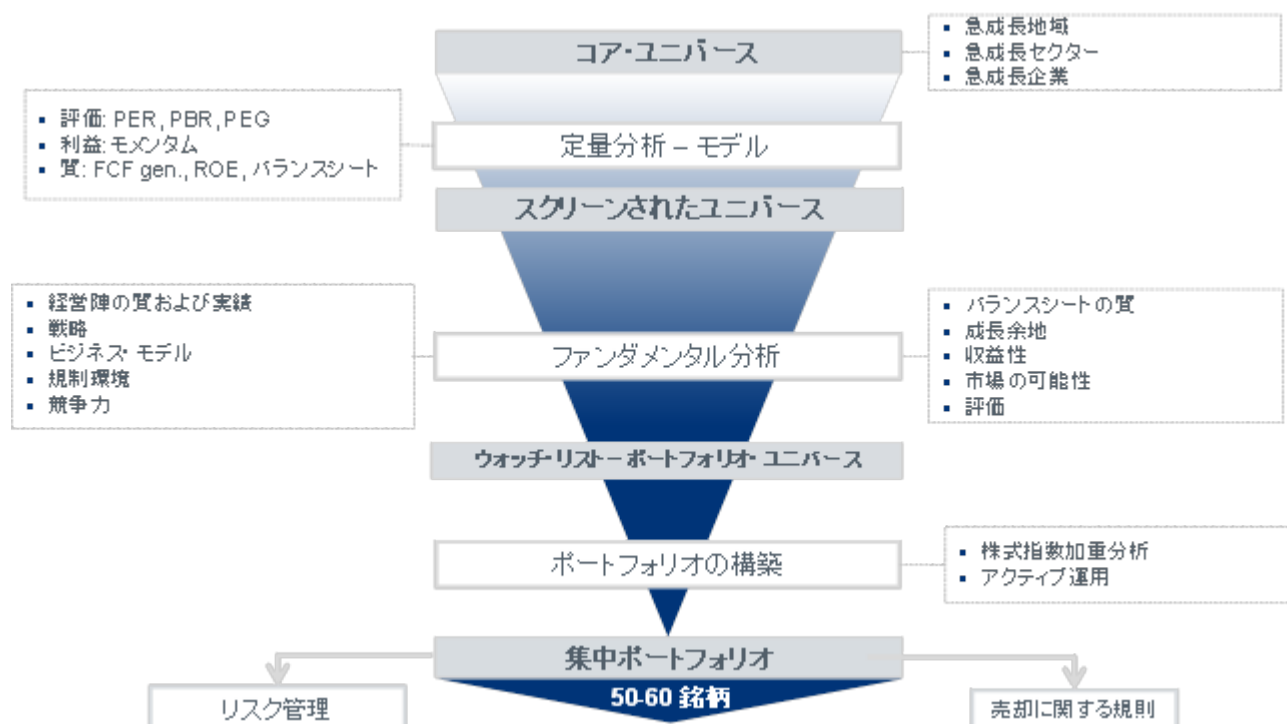 コア・ユニバース
▪ 急成長地域
▪ 急成長セクター
▪ 急成長企業
▪ 評価: PER, PBR, PEG
▪ 利益: モメンタム
▪ 質: FCF gen., ROE, バランスシート
定量分析 – モデル
スクリーンされたユニバース
▪ 経営陣の質および実績
▪ 戦略
▪ ビジネス・モデル
▪ 規制環境
▪ 競争力
ファンダメンタル分析
▪ バランスシートの質
▪ 成長余地
▪ 収益性
▪ 市場の可能性
▪ 評価
ウォッチ・リスト – ポートフォリオ・ユニバース
ポートフォリオの構築
▪ 株式指数加重分析
▪ アクティブ運用
集中ポートフォリオ
50-60 銘柄
リスク管理
売却に関する規則